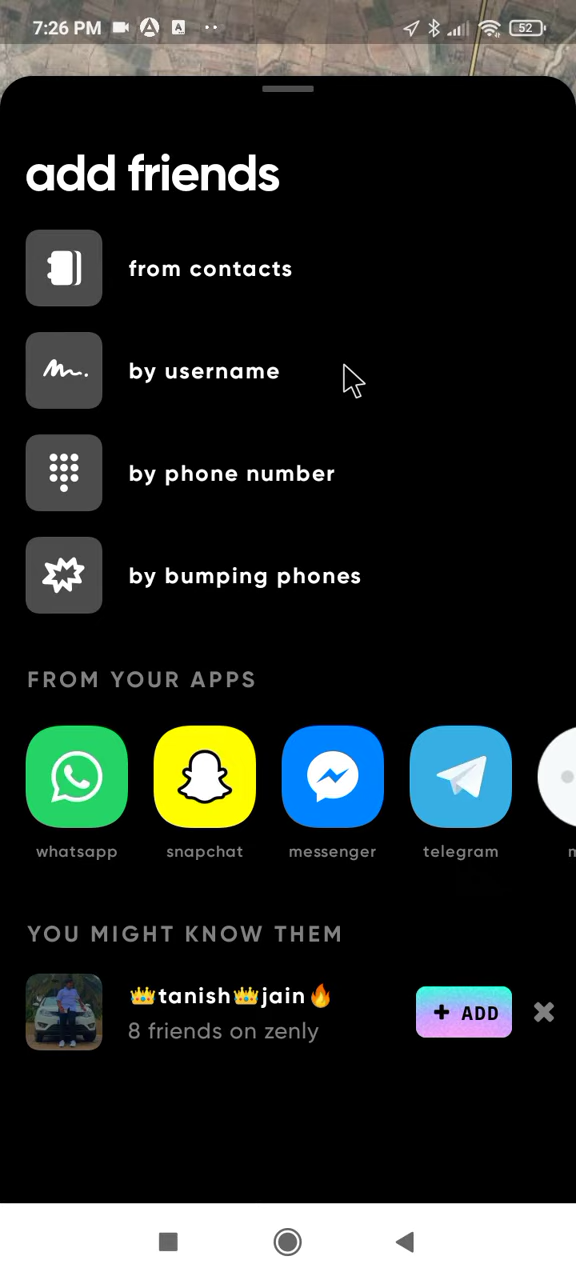 7:26 PM
52
add friends
from contacts
by username
by phone number
by bumping phones
FROM YOUR APPS
whatsapp
snapchat
messenger
telegram
m
YOU MIGHT KNOW THEM
👑tanish👑jain🔥
8 friends on zenly
+ ADD